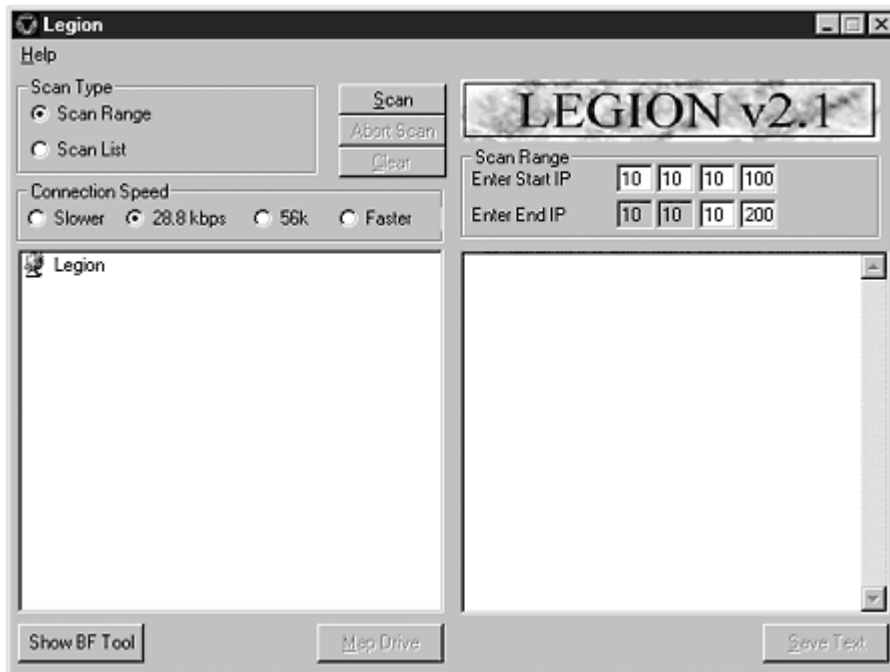 Legion
Help
Scan Type
Scan Range
Scan List
Scan
Abort Scan
Clear
LEGION v2.1
Connection Speed
Slower 28.8 kbps 56k Faster
Scan Range
Enter Start IP 10 10 10 100
Enter End IP 10 10 10 200
Legion
Show BF Tool
Map Drive
Save Text